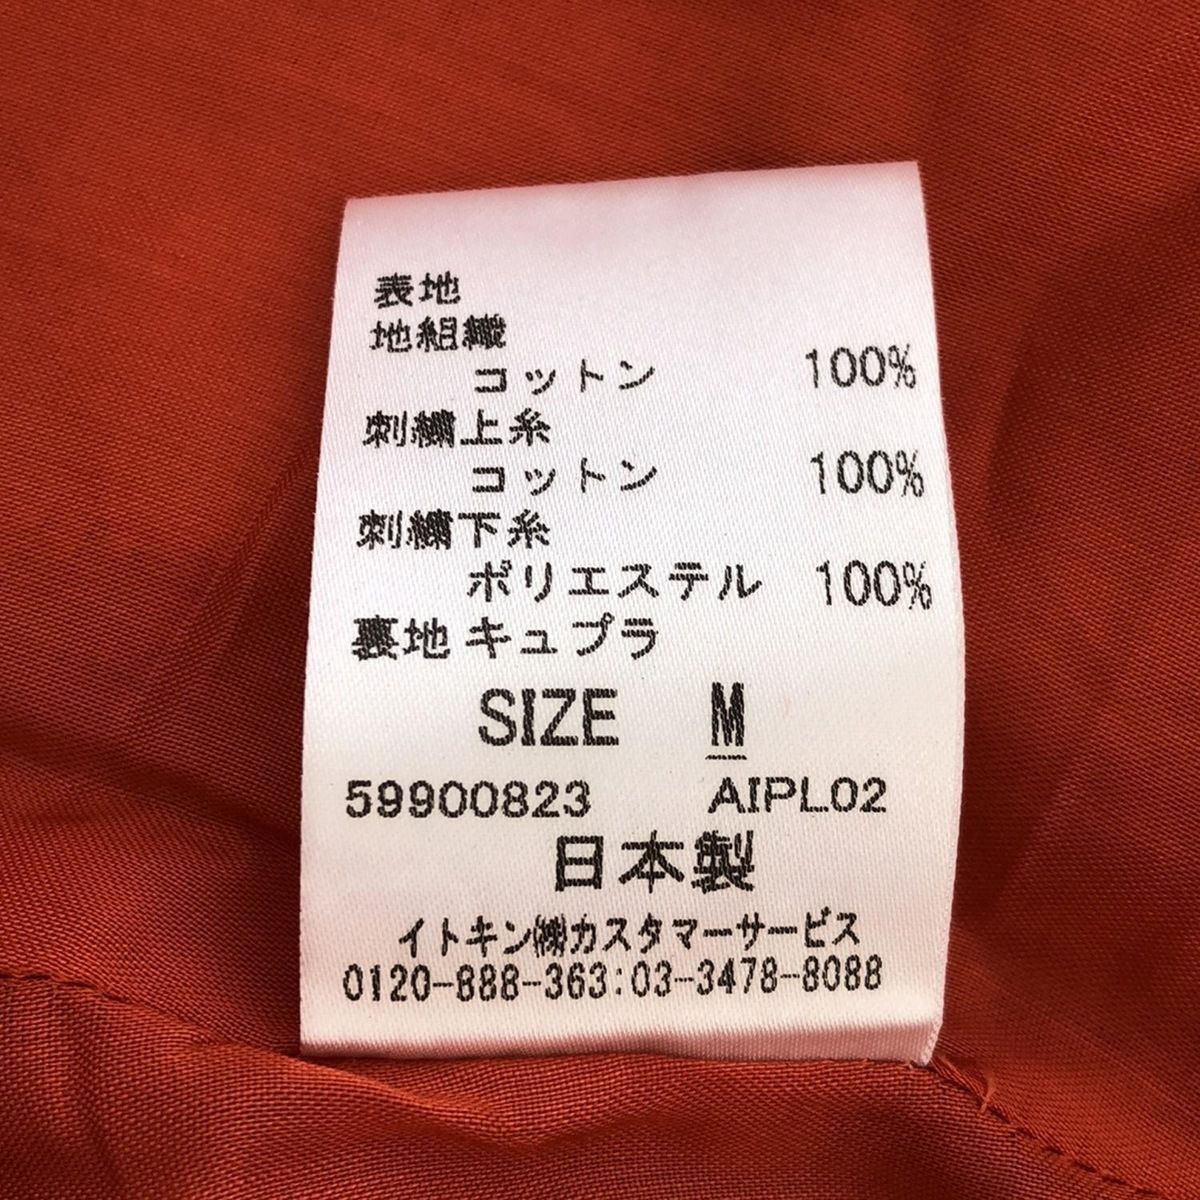 表地
地組織
コットン 100%
刺繍上糸
コットン 100%
刺繍下糸
ポリエステル 100%
裏地 キュプラ
SIZE M
59900823 AIPL02
日本製
イトキン㈱カスタマーサービス
0120-888-363:03-3478-8088